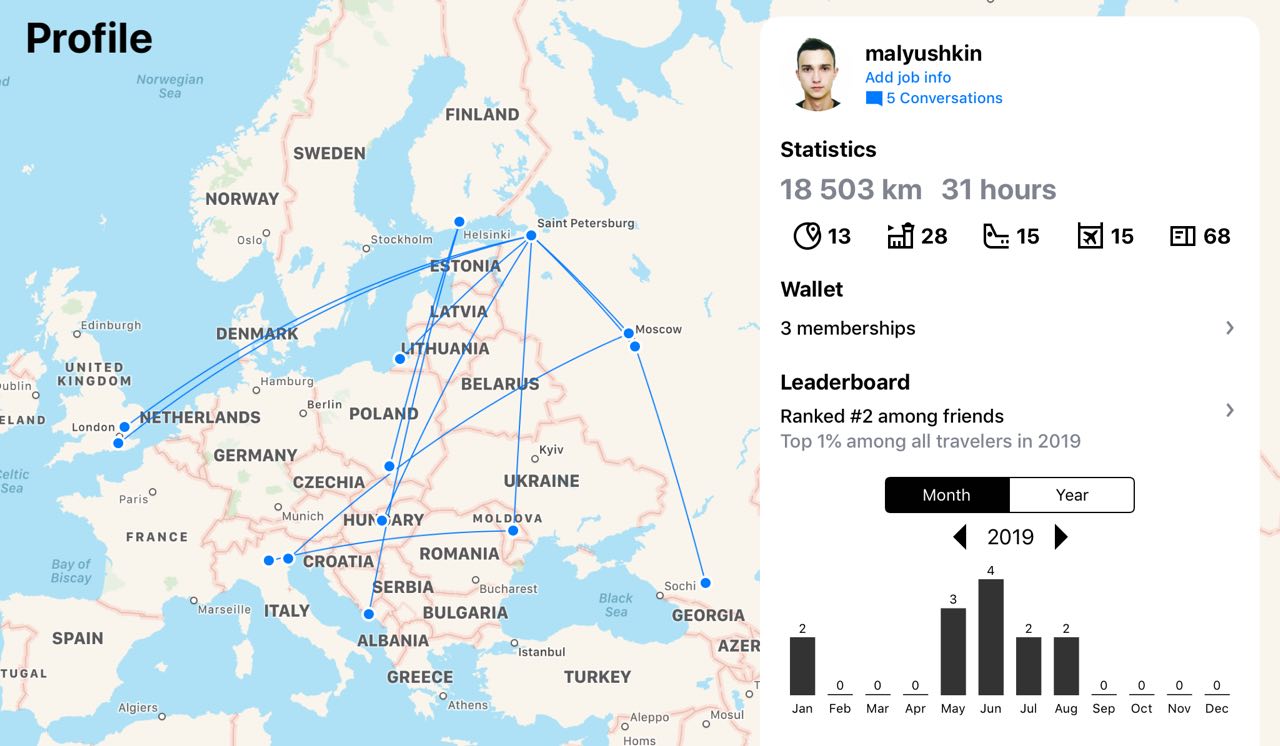 Profile
malyushkin
Add job info
5 Conversations
Statistics
18 503 km 31 hours
13 28 15 15 68
Wallet
3 memberships
Leaderboard
Ranked #2 among friends
Top 1% among all travelers in 2019
Month Year
2019
2 0 0 0 3 4 2 2 0 0 0 0
Jan Feb Mar Apr May Jun Jul Aug Sep Oct Nov Dec
Norwegian
Sea
FINLAND
SWEDEN
NORWAY
Oslo
Stockholm
Helsinki
Saint Petersburg
ESTONIA
LATVIA
Edinburgh
DENMARK
Moscow
LITHUANIA
UNITED
KINGDOM
Dublin
ELAND
Hamburg
BELARUS
Berlin
London
NETHERLANDS
POLAND
GERMANY
Kyiv
Celtic
Sea
CZECHIA
UKRAINE
Paris
Munich
HUNGARY
MOLDOVA
FRANCE
CROATIA
ROMANIA
Bay of
Biscay
SERBIA
Bucharest
Sochi
Black
Sea
Marseille
ITALY
BULGARIA
GEORGIA
SPAIN
ALBANIA
Istanbul
AZER
TUGAL
GREECE
TURKEY
Athens
Algiers
Aleppo
Mosul
Homs